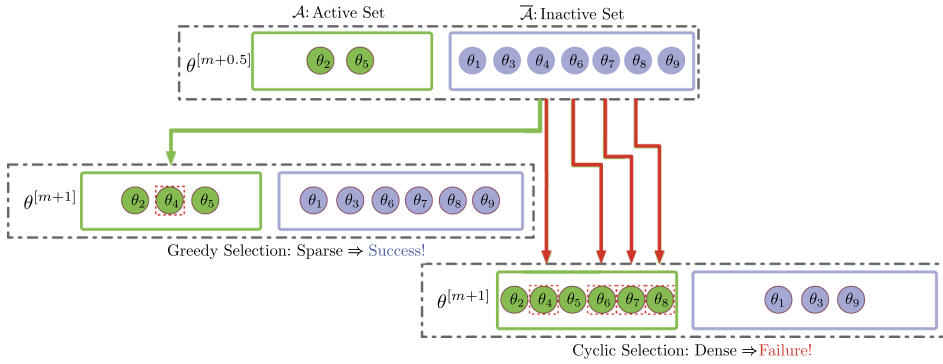 𝒜: Active Set
𝒜̅: Inactive Set
θ^[m+0.5]
θ₂ θ₅
θ₁ θ₃ θ₄ θ₆ θ₇ θ₈ θ₉
θ^[m+1]
θ₂ θ₄ θ₅
θ₁ θ₃ θ₆ θ₇ θ₈ θ₉
Greedy Selection: Sparse ⇒ Success!
θ^[m+1]
θ₂ θ₄ θ₅ θ₆ θ₇ θ₈
θ₁ θ₃ θ₉
Cyclic Selection: Dense ⇒Failure!